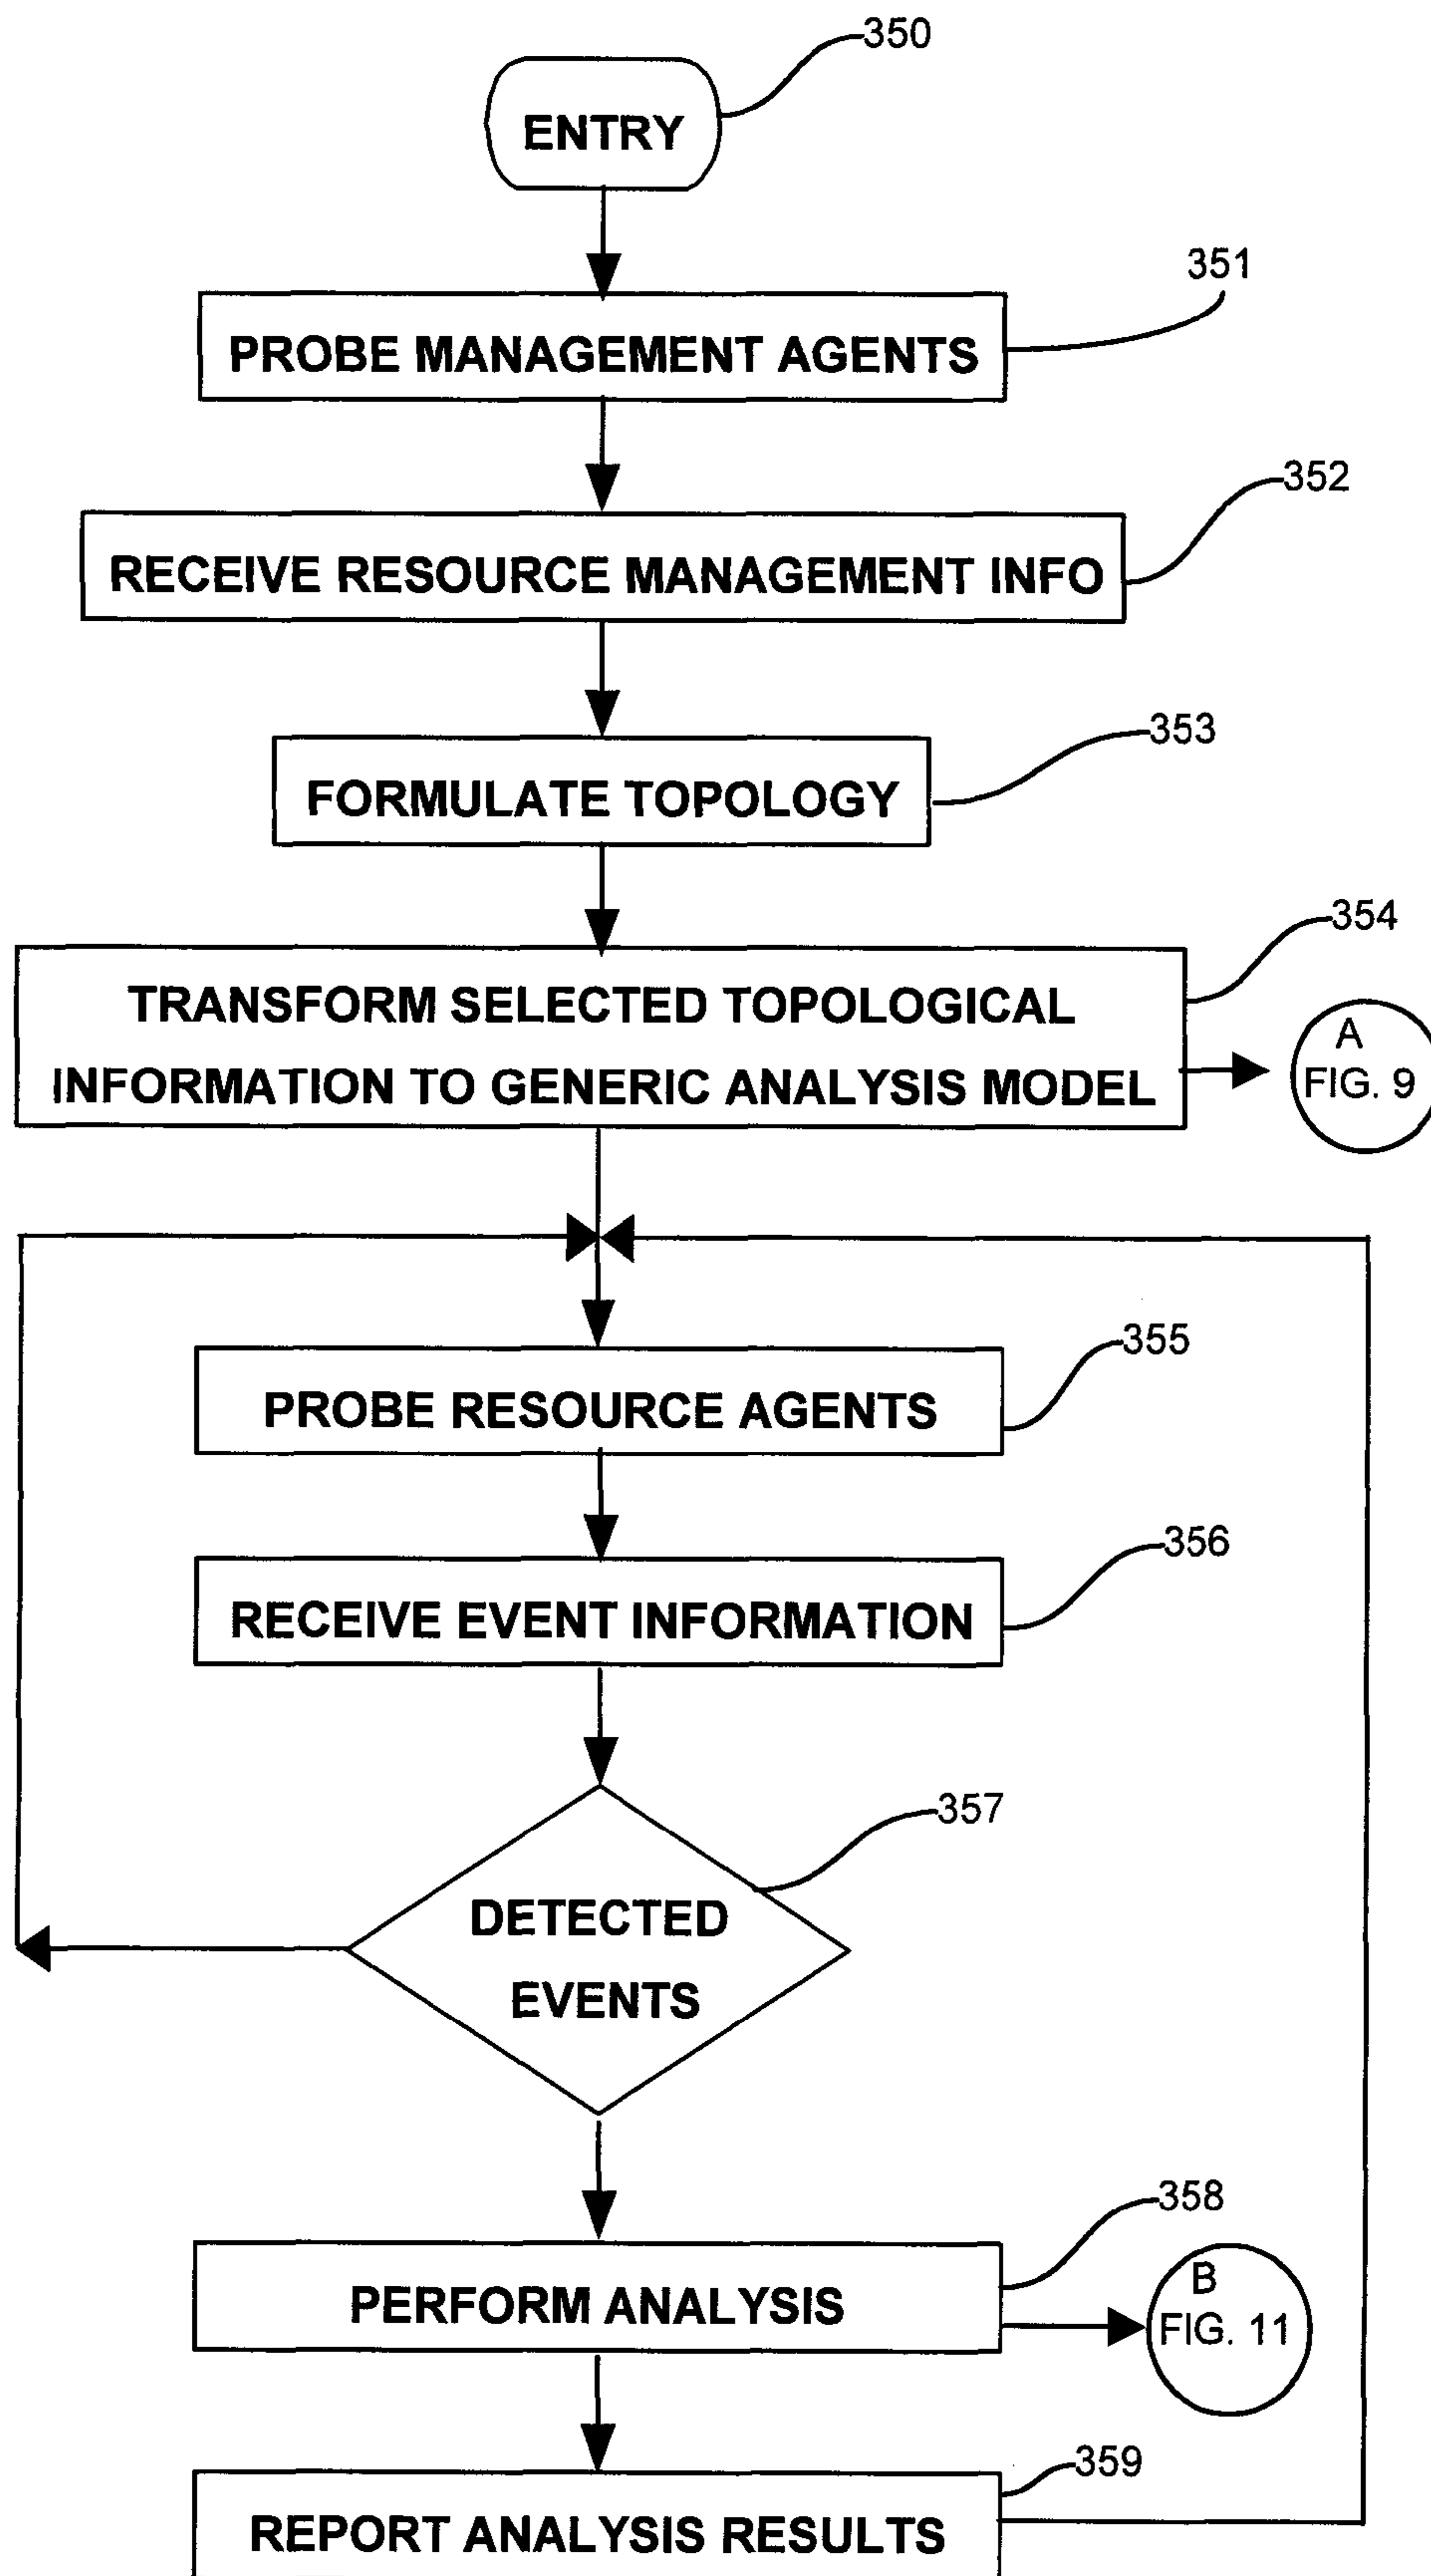 350
ENTRY
351
PROBE MANAGEMENT AGENTS
352
RECEIVE RESOURCE MANAGEMENT INFO
353
FORMULATE TOPOLOGY
354
TRANSFORM SELECTED TOPOLOGICAL
INFORMATION TO GENERIC ANALYSIS MODEL
A
FIG. 9
355
PROBE RESOURCE AGENTS
356
RECEIVE EVENT INFORMATION
357
DETECTED
EVENTS
358
PERFORM ANALYSIS
B
FIG. 11
359
REPORT ANALYSIS RESULTS